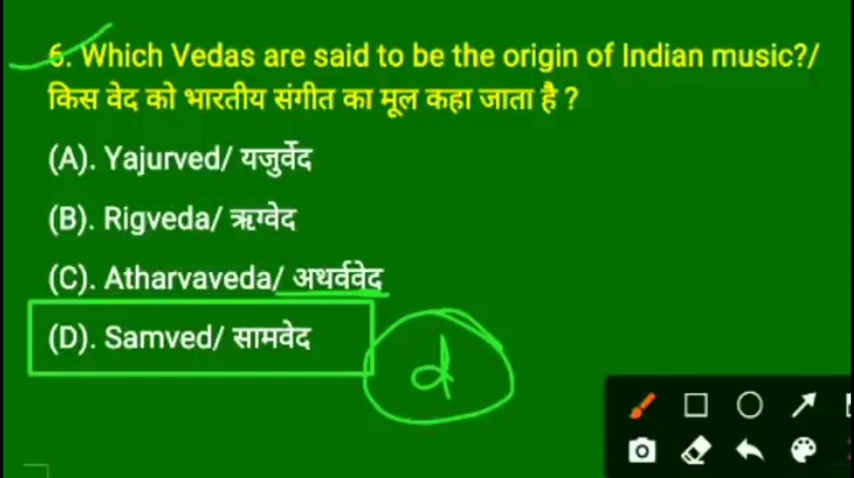 6. Which Vedas are said to be the origin of Indian music?/
किस वेद को भारतीय संगीत का मूल कहा जाता है ?
(A). Yajurved/ यजुर्वेद
(B). Rigveda/ ऋग्वेद
(C). Atharvaveda/ अथर्ववेद
(D). Samved/ सामवेद
d